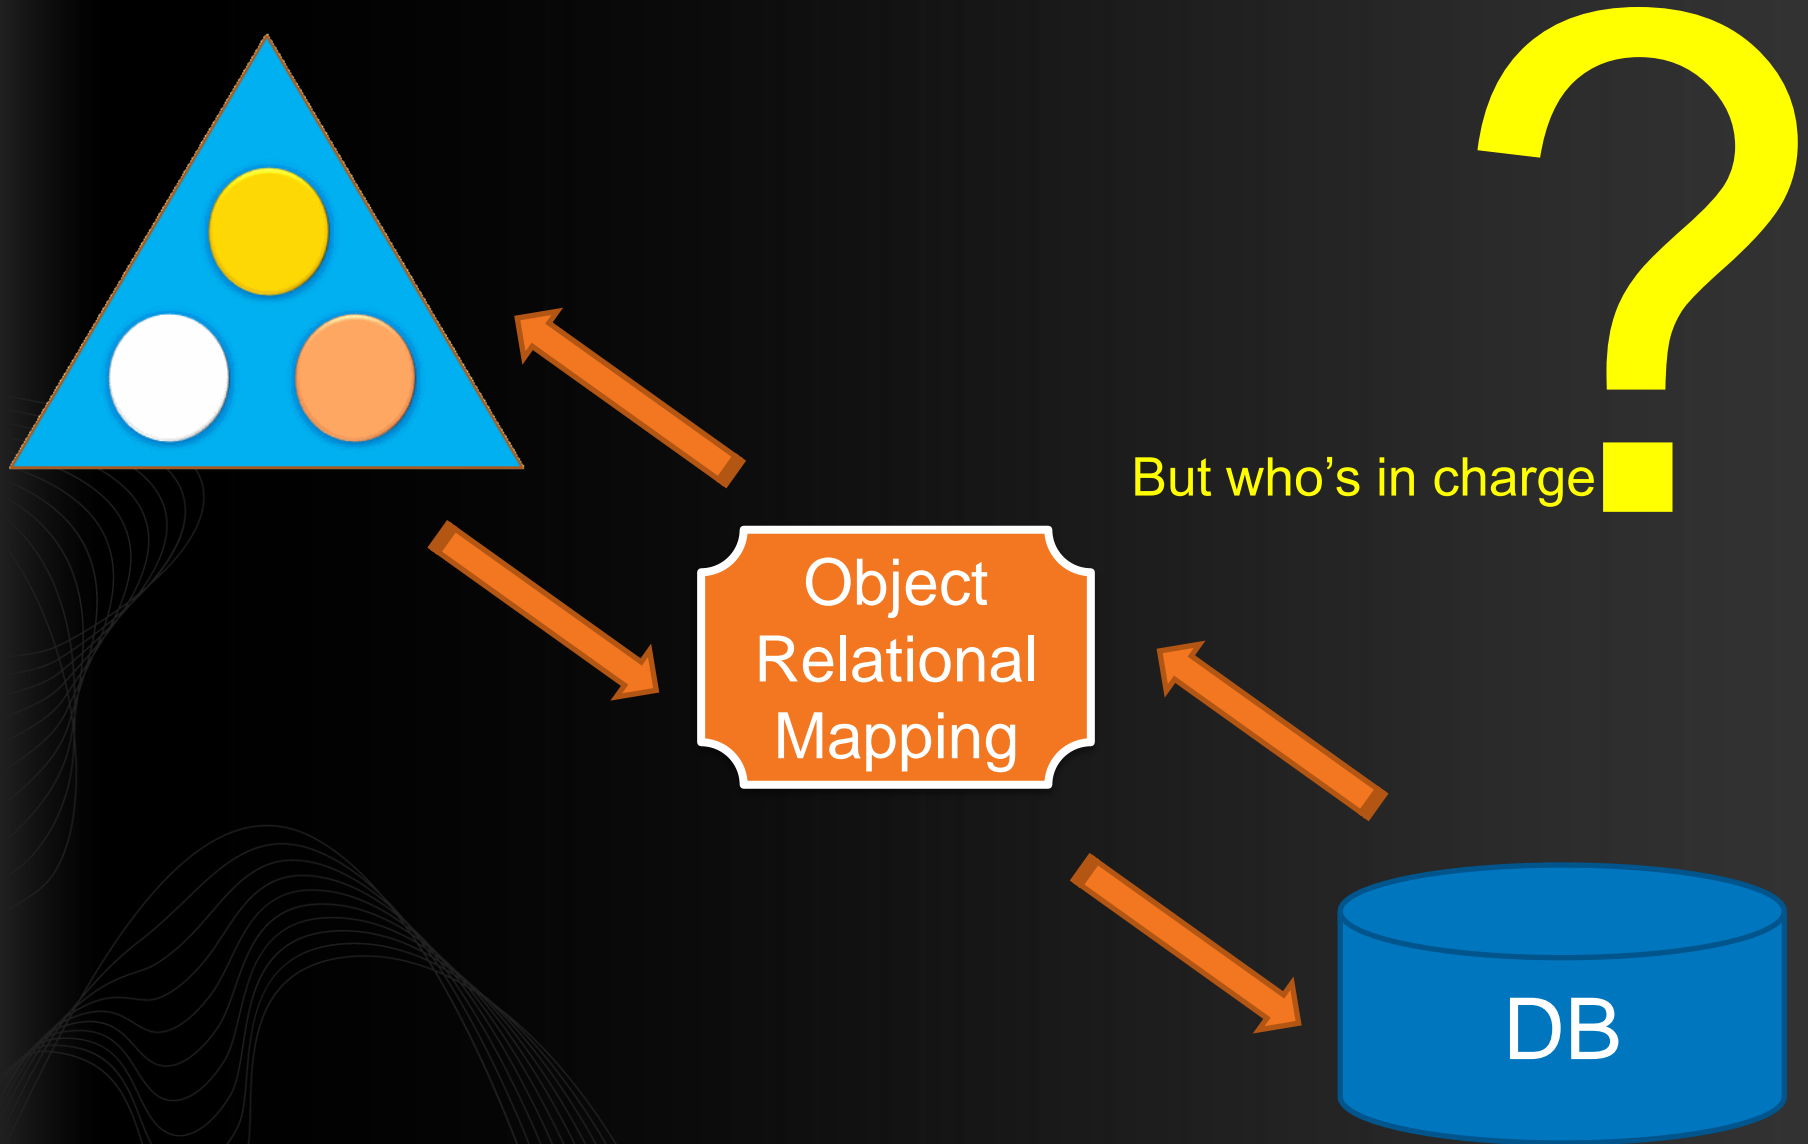 But who’s in charge?
Object
Relational
Mapping
DB